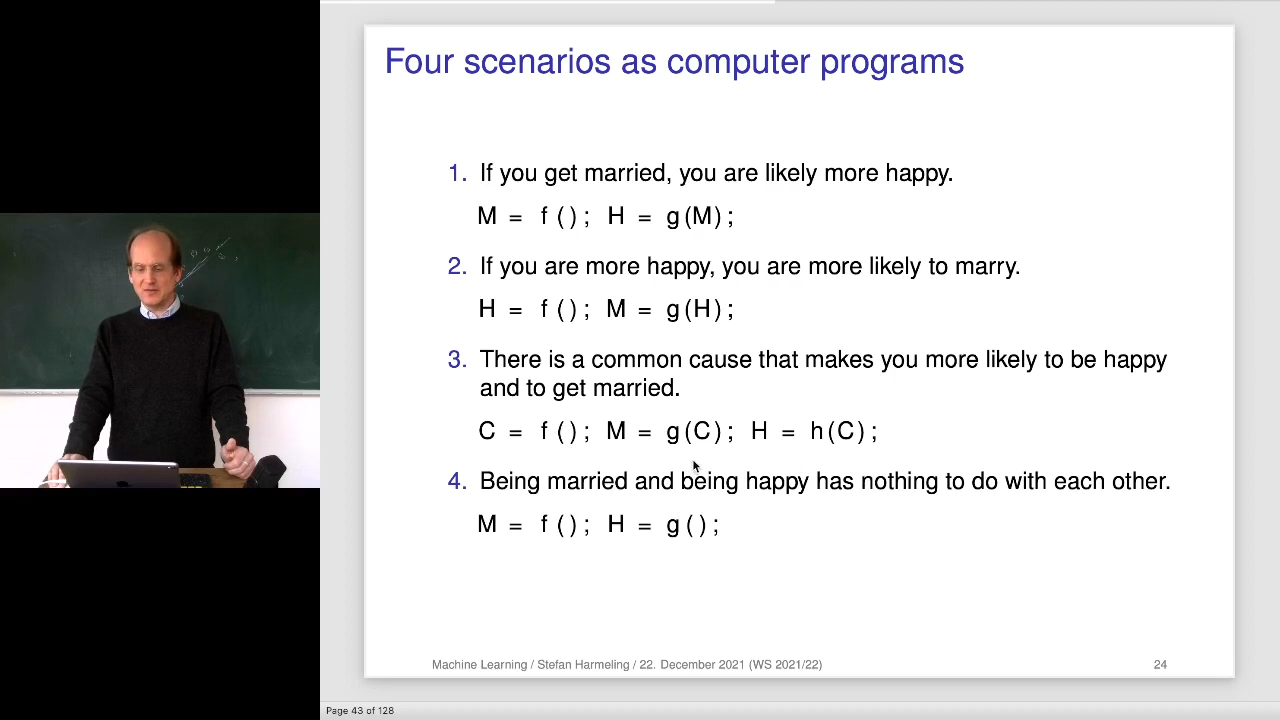 Four scenarios as computer programs
1. If you get married, you are likely more happy.
M = f (); H = g(M);
2. If you are more happy, you are more likely to marry.
H = f (); M = g(H);
3. There is a common cause that makes you more likely to be happy
and to get married.
C = f (); M = g(C); H = h(C);
4. Being married and being happy has nothing to do with each other.
M = f (); H = g();
Machine Learning / Stefan Harmeling / 22. December 2021 (WS 2021/22)
24
Page 43 of 128